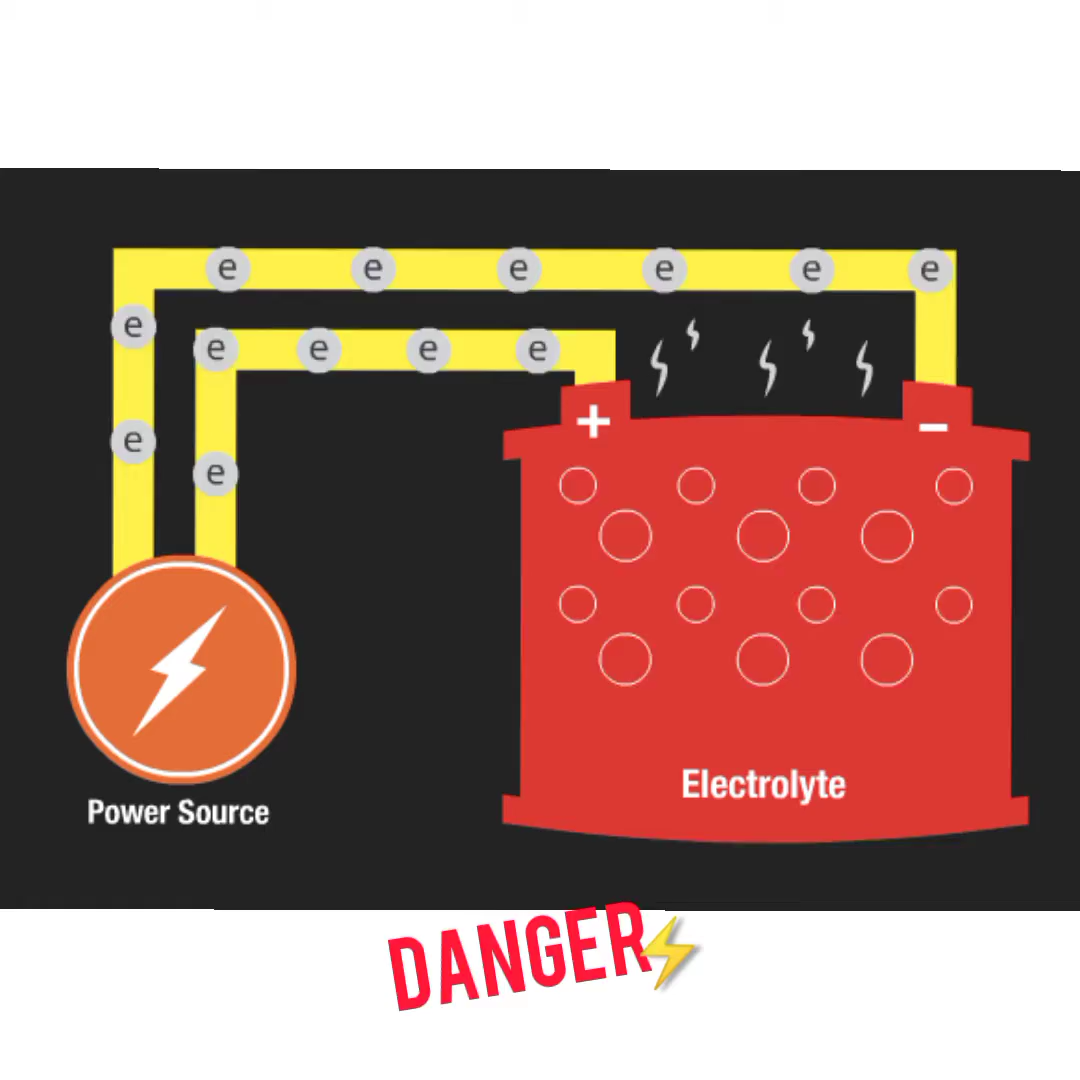 e e e e e e
e
e e e e
e
+ −
e
Electrolyte
Power Source
DANGER⚡